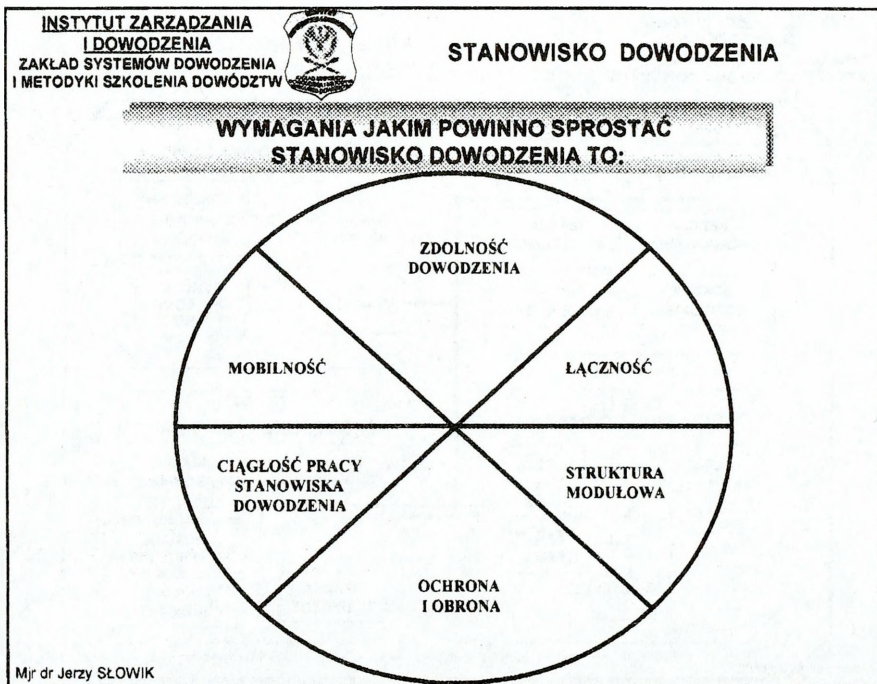 INSTYTUT ZARZĄDZANIA
I DOWODZENIA
ZAKŁAD SYSTEMÓW DOWODZENIA
I METODYKI SZKOLENIA DOWÓDZTW
STANOWISKO DOWODZENIA
WYMAGANIA JAKIM POWINNO SPROSTAĆ
STANOWISKO DOWODZENIA TO:
ZDOLNOŚĆ
DOWODZENIA
MOBILNOŚĆ
ŁĄCZNOŚĆ
CIĄGŁOŚĆ PRACY
STANOWISKA
DOWODZENIA
STRUKTURA
MODUŁOWA
OCHRONA
I OBRONA
Mjr dr Jerzy SŁOWIK